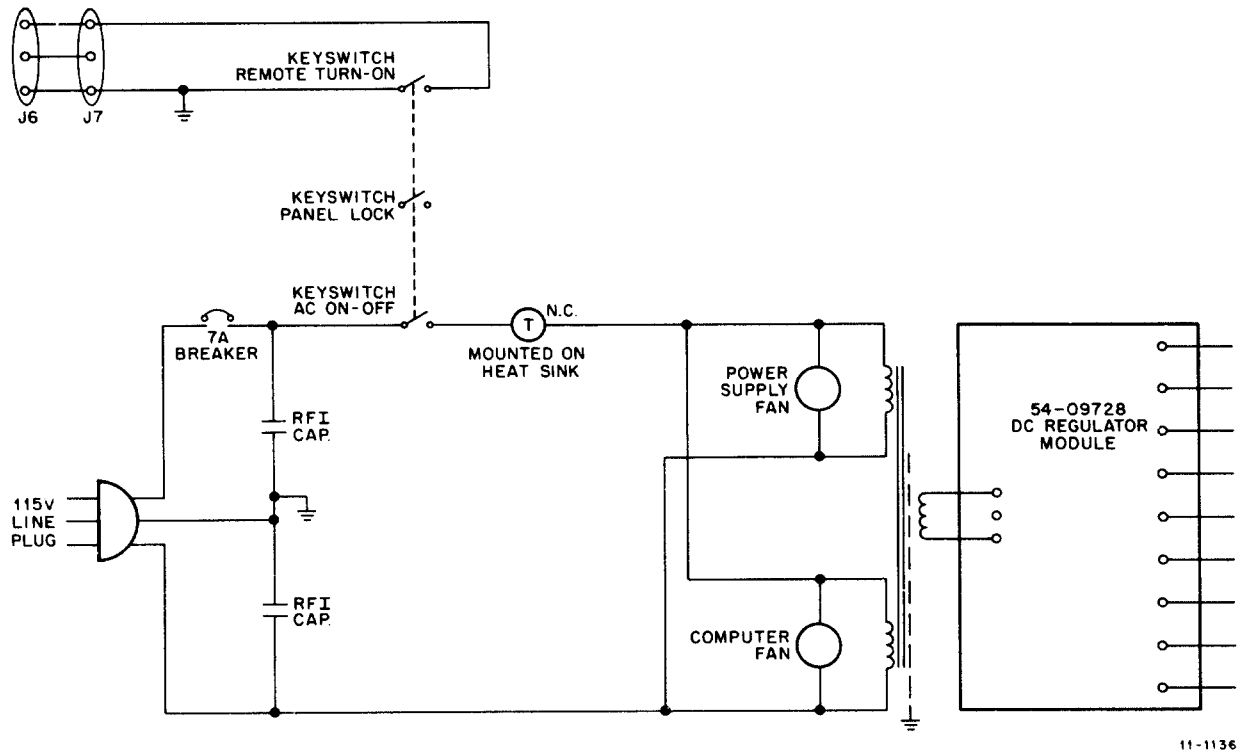 KEYSWITCH
REMOTE TURN-ON
J6
J7
KEYSWITCH
PANEL LOCK
KEYSWITCH
AC ON-OFF
N.C.
T
7A
BREAKER
MOUNTED ON
HEAT SINK
POWER
SUPPLY
FAN
54-09728
DC REGULATOR
MODULE
RFI
CAP.
115V
LINE
PLUG
RFI
CAP.
COMPUTER
FAN
11-1136